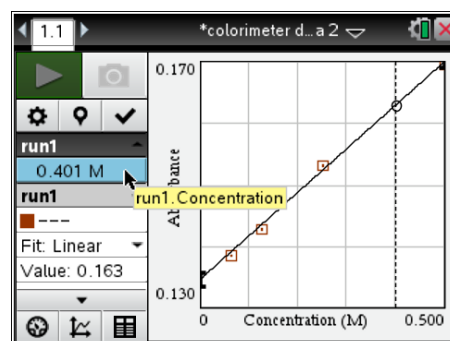 1.1
*colorimeter d...a 2
run1
0.401 M
run1
---
Fit: Linear
Value: 0.163
run1.Concentration
0.170
Absorbance
0.130
0
Concentration (M)
0.500